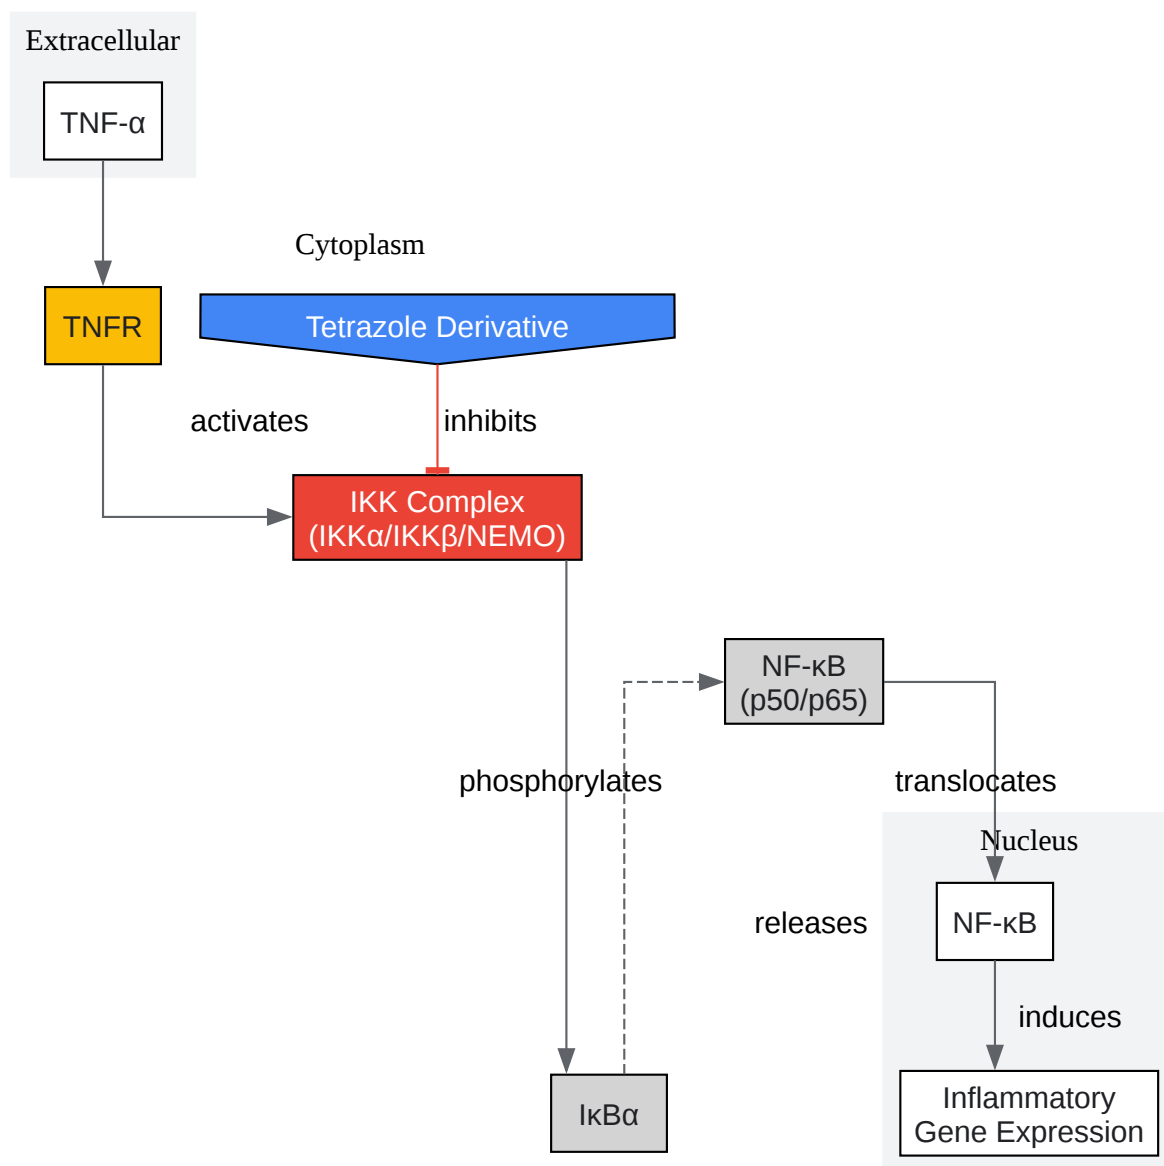 Extracellular
TNF-α
Cytoplasm
TNFR
Tetrazole Derivative
activates
inhibits
IKK Complex
(IKKα/IKKβ/NEMO)
NF-κB
(p50/p65)
phosphorylates
translocates
Nucleus
releases
NF-κB
induces
IκBα
Inflammatory
Gene Expression